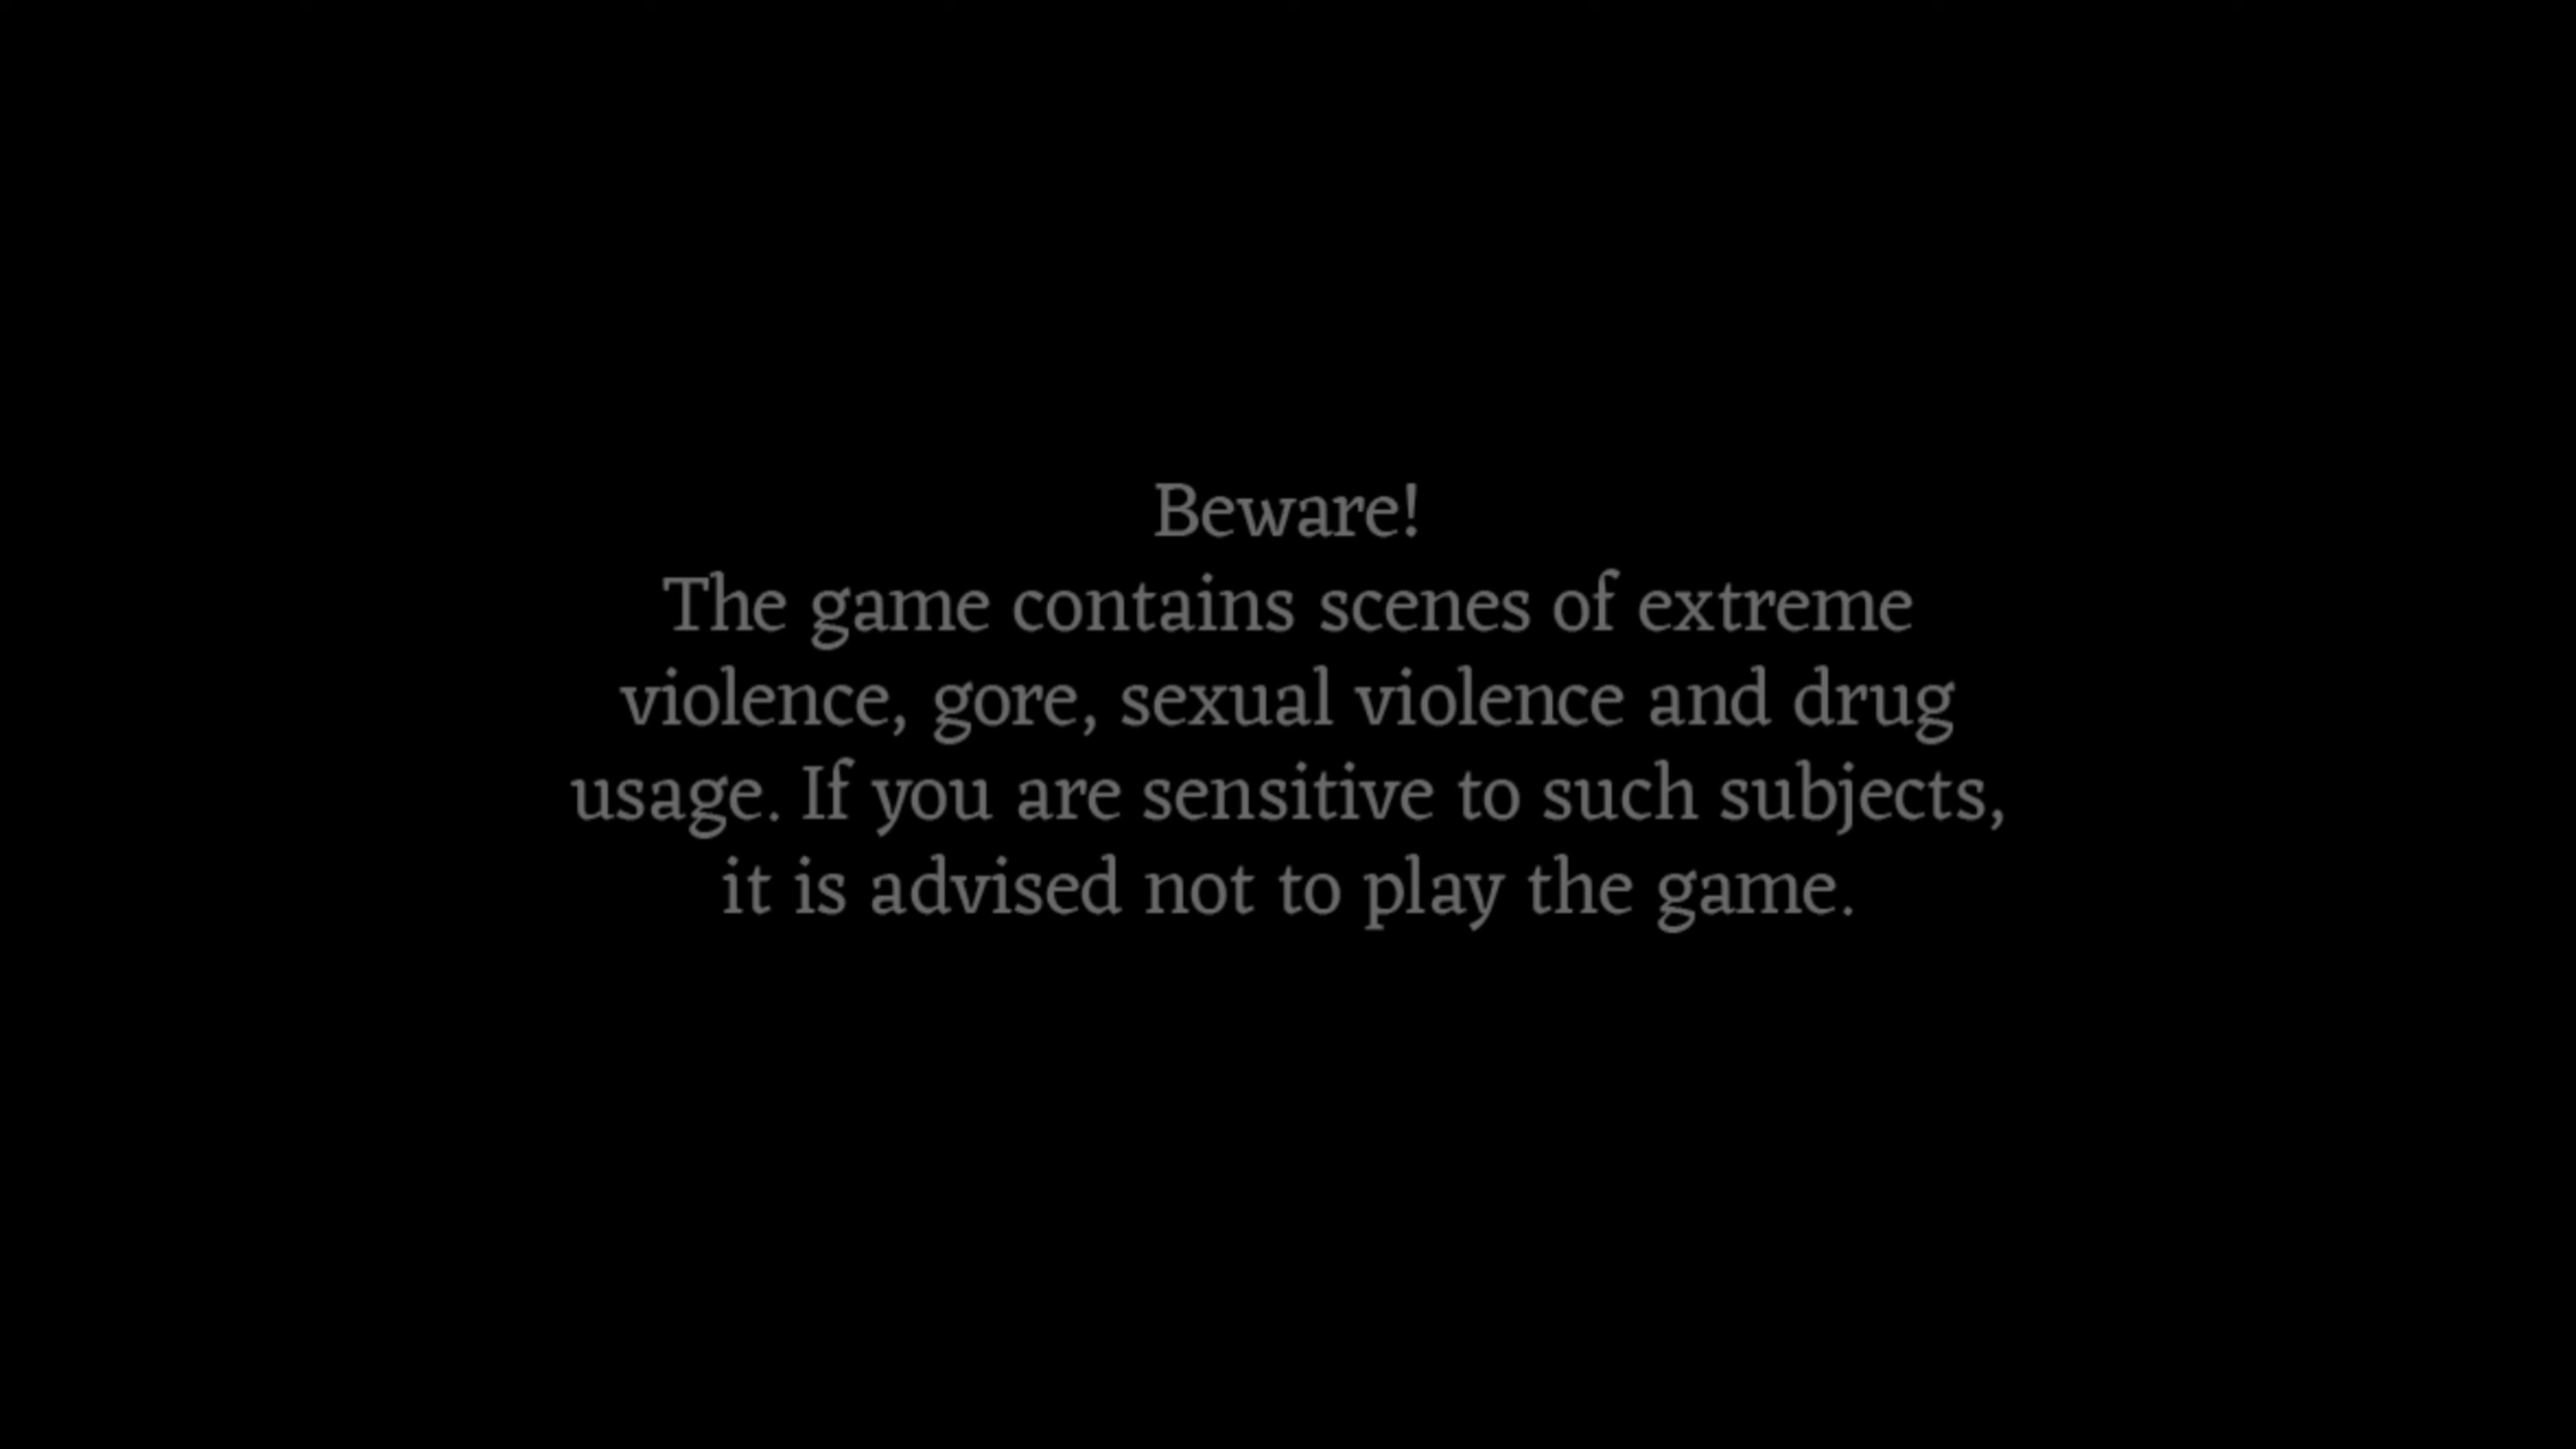 Beware!
The game contains scenes of extreme
violence, gore, sexual violence and drug
usage. If you are sensitive to such subjects,
it is advised not to play the game.